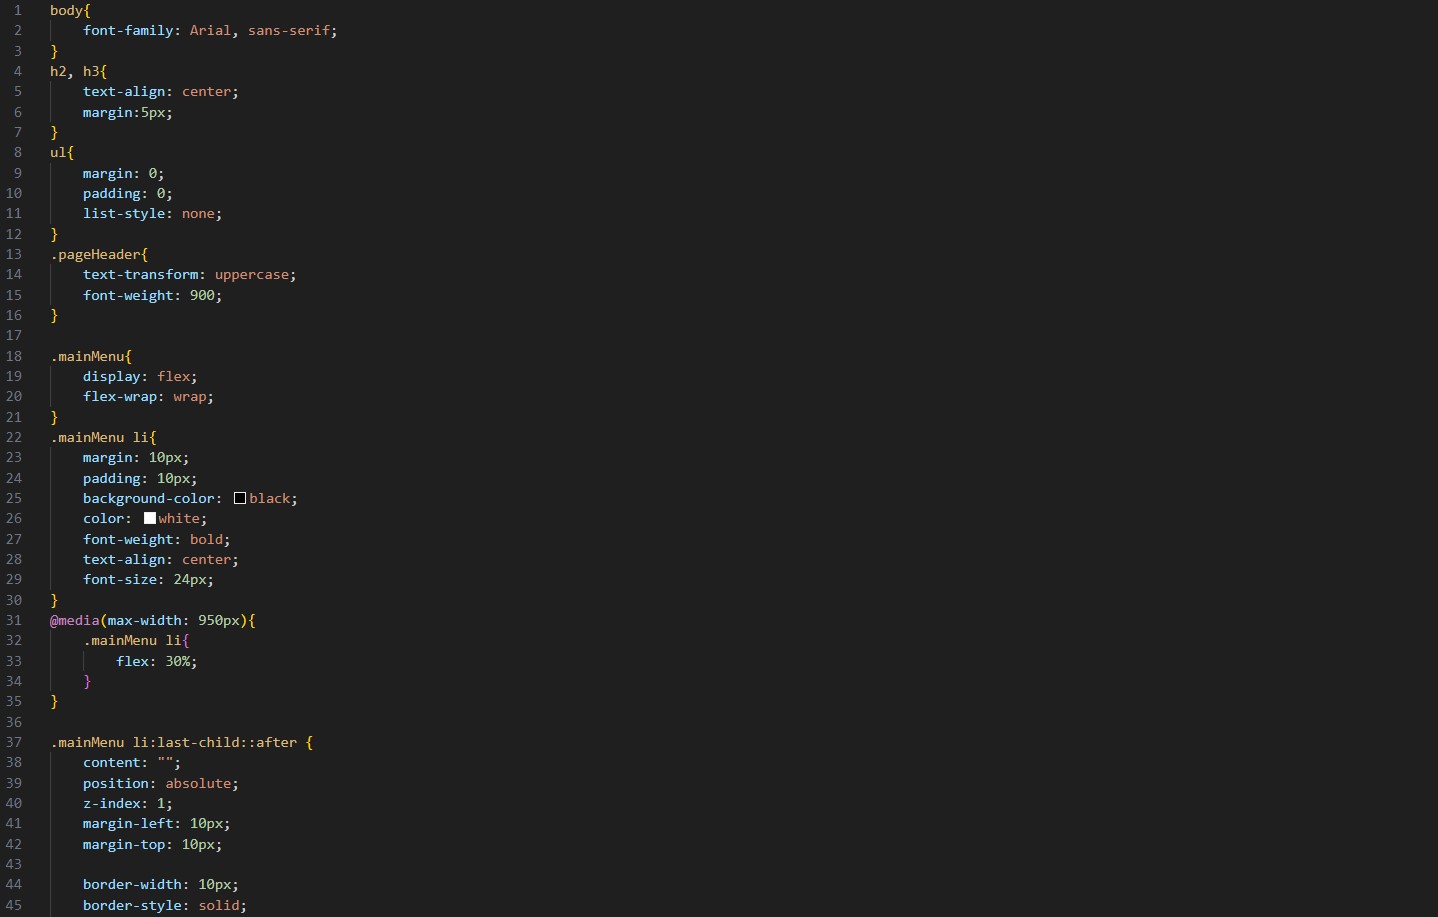 1 body{
2 font-family: Arial, sans-serif;
3 }
4 h2, h3{
5 text-align: center;
6 margin:5px;
7 }
8 ul{
9 margin: 0;
10 padding: 0;
11 list-style: none;
12 }
13 .pageHeader{
14 text-transform: uppercase;
15 font-weight: 900;
16 }
17
18 .mainMenu{
19 display: flex;
20 flex-wrap: wrap;
21 }
22 .mainMenu li{
23 margin: 10px;
24 padding: 10px;
25 background-color: black;
26 color: white;
27 font-weight: bold;
28 text-align: center;
29 font-size: 24px;
30 }
31 @media(max-width: 950px){
32 .mainMenu li{
33 flex: 30%;
34 }
35 }
36
37 .mainMenu li:last-child::after {
38 content: "";
39 position: absolute;
40 z-index: 1;
41 margin-left: 10px;
42 margin-top: 10px;
43
44 border-width: 10px;
45 border-style: solid;